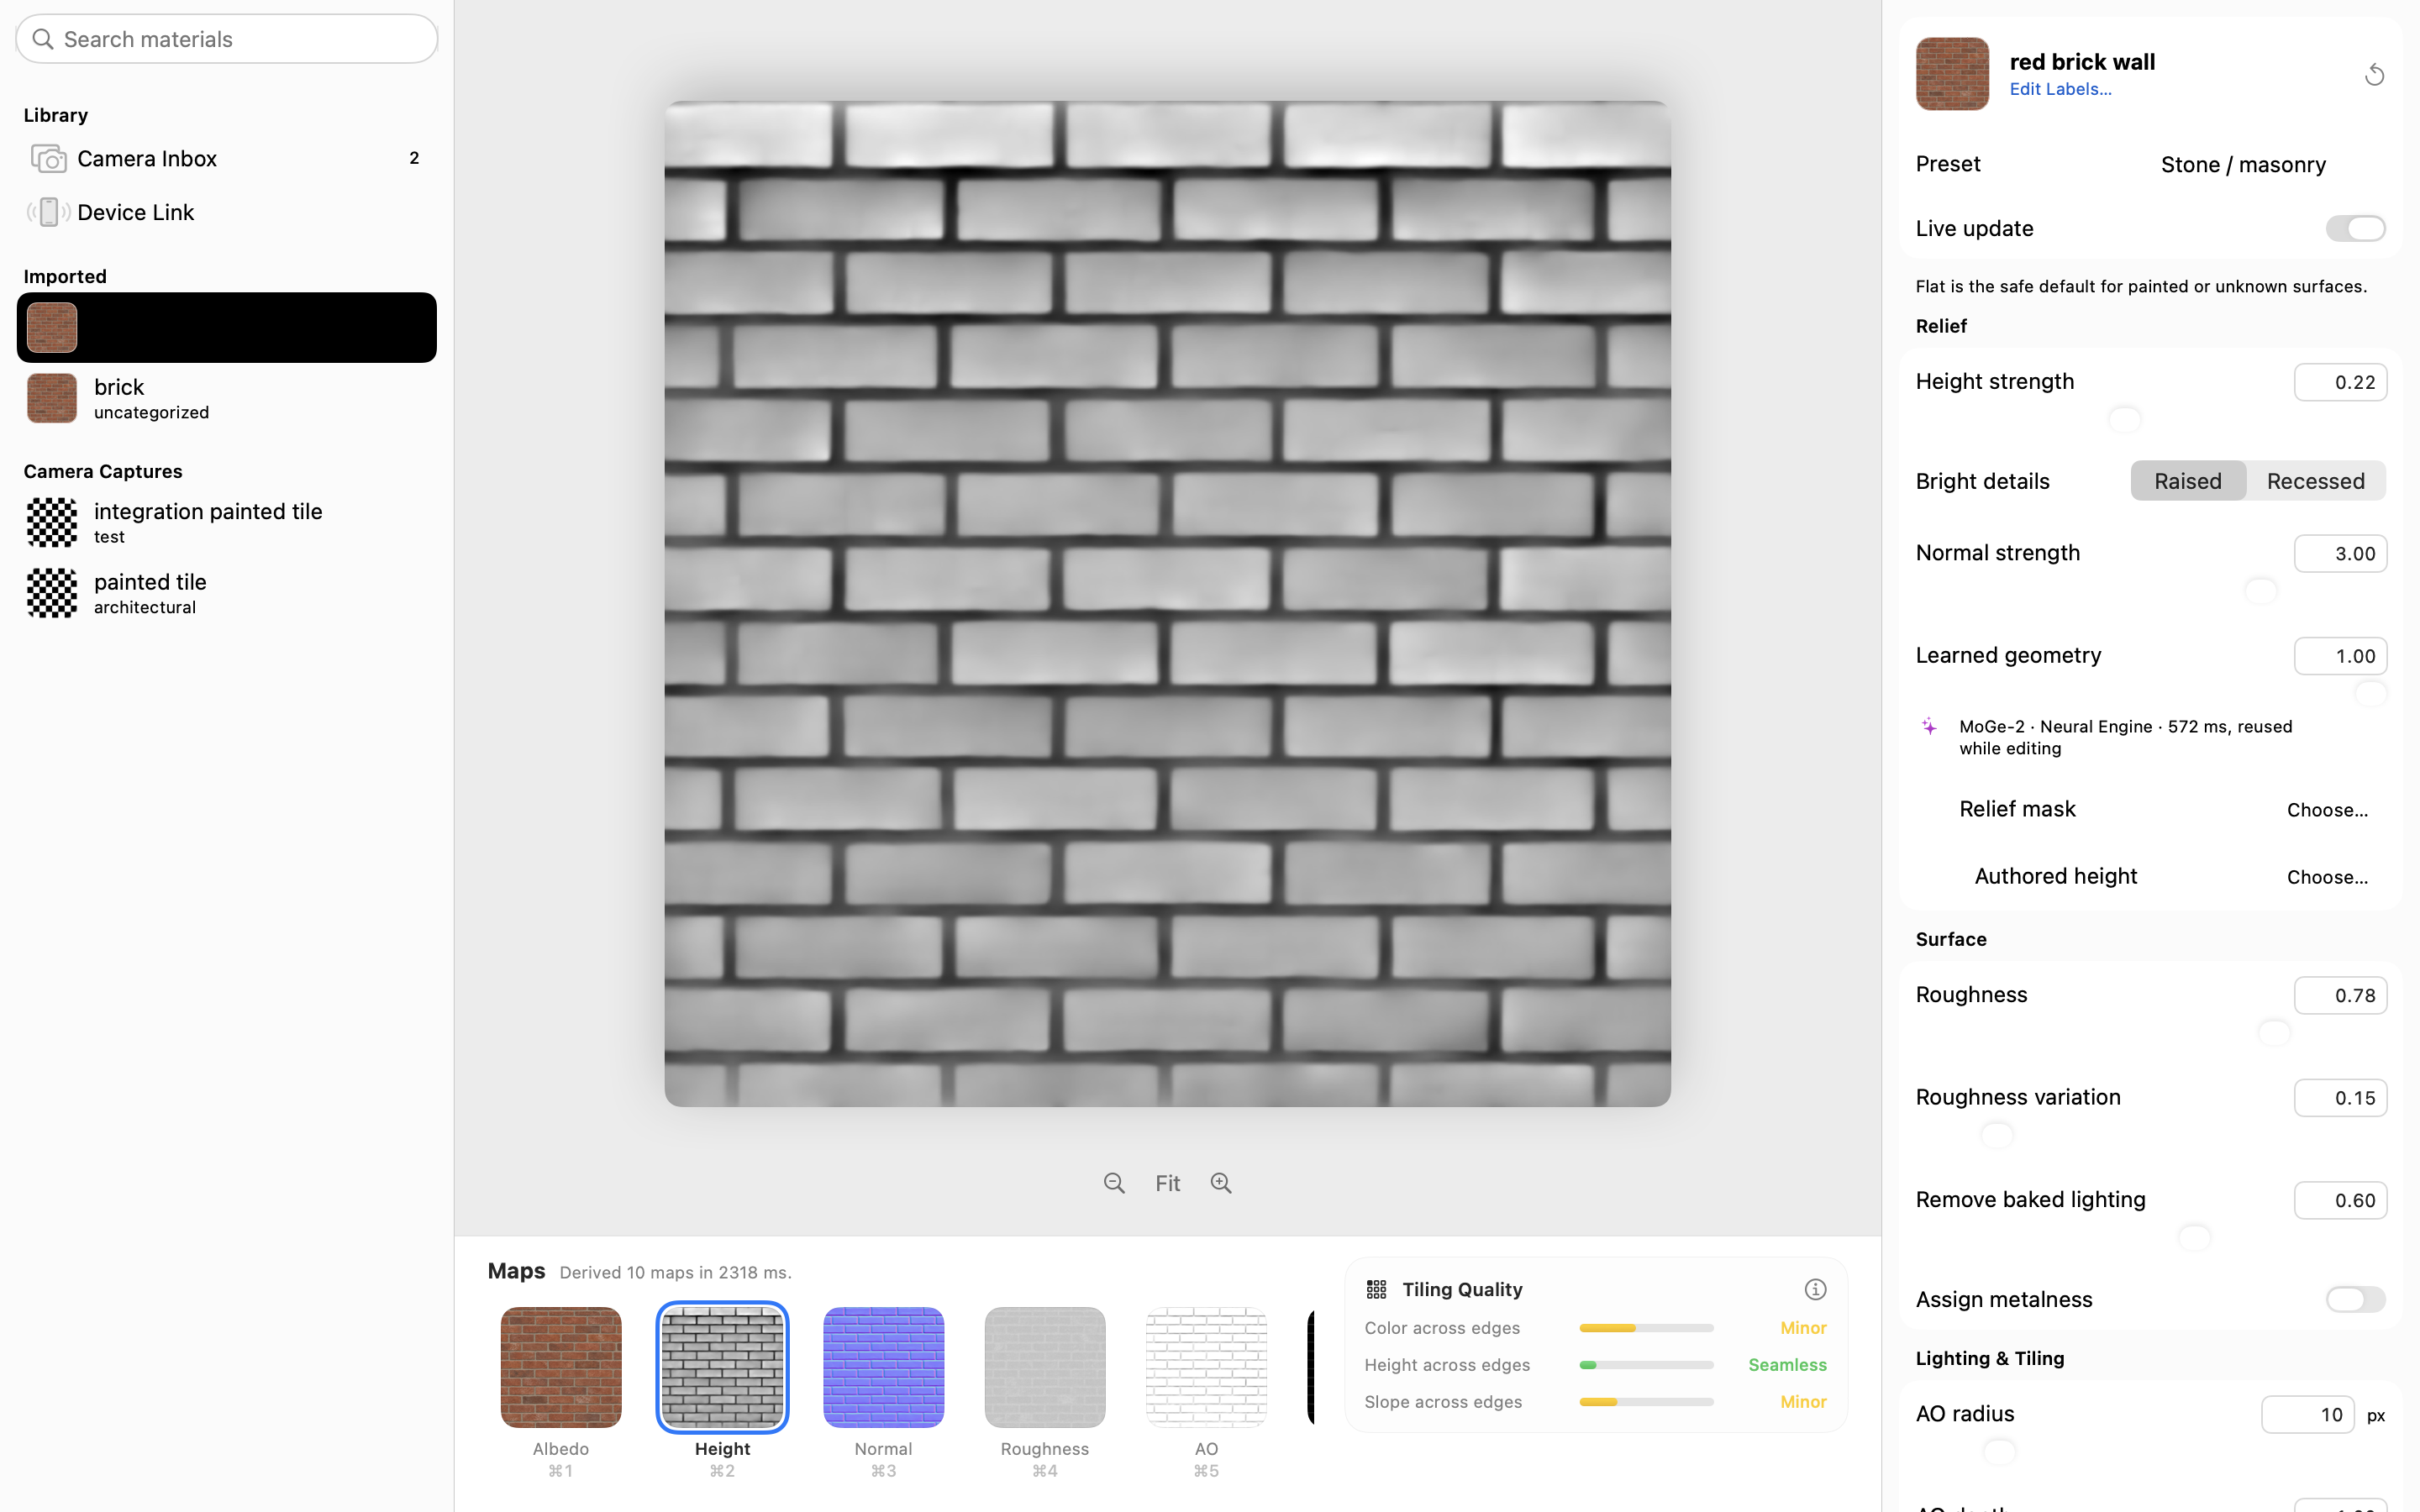 Search materials
Library
Camera Inbox 2
Device Link
Imported
brick
uncategorized
Camera Captures
integration painted tile
test
painted tile
architectural
Fit
Maps Derived 10 maps in 2318 ms.
Albedo
⌘1
Height
⌘2
Normal
⌘3
Roughness
⌘4
AO
⌘5
Tiling Quality
Color across edges Minor
Height across edges Seamless
Slope across edges Minor
red brick wall
Edit Labels...
Preset Stone / masonry
Live update
Flat is the safe default for painted or unknown surfaces.
Relief
Height strength 0.22
Bright details Raised Recessed
Normal strength 3.00
Learned geometry 1.00
MoGe-2 · Neural Engine · 572 ms, reused
while editing
Relief mask Choose...
Authored height Choose...
Surface
Roughness 0.78
Roughness variation 0.15
Remove baked lighting 0.60
Assign metalness
Lighting & Tiling
AO radius 10 px